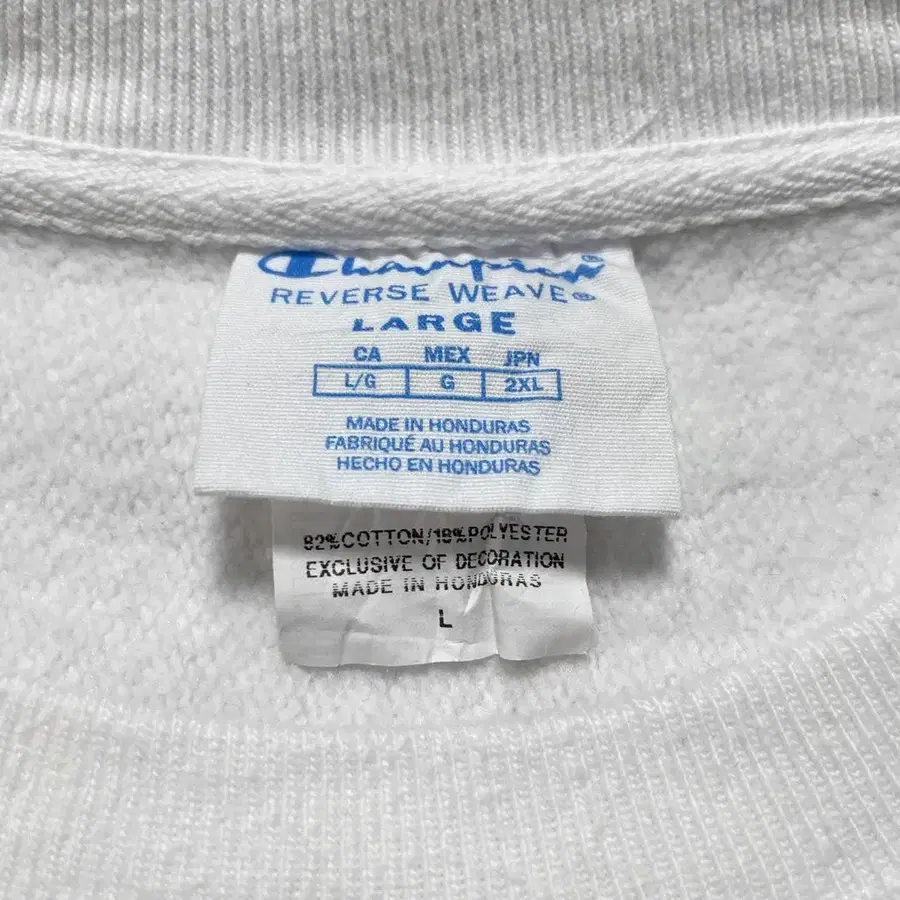 Champion®
REVERSE WEAVE®
LARGE
CA MEX JPN
L/G G 2XL
MADE IN HONDURAS
FABRIQUÉ AU HONDURAS
HECHO EN HONDURAS
82%COTTON/18%POLYESTER
EXCLUSIVE OF DECORATION
MADE IN HONDURAS
L